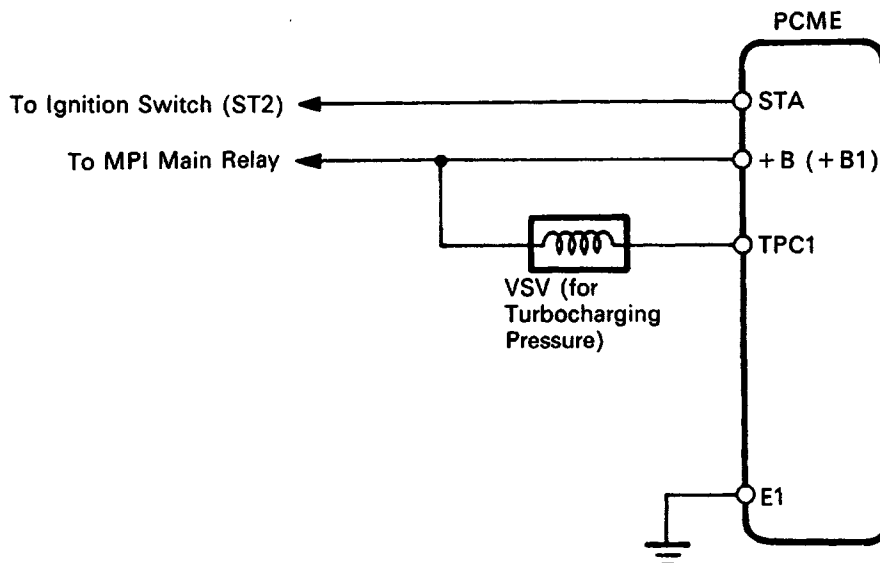 PCME
To Ignition Switch (ST2)
STA
To MPI Main Relay
+B (+B1)
TPC1
VSV (for
Turbocharging
Pressure)
E1